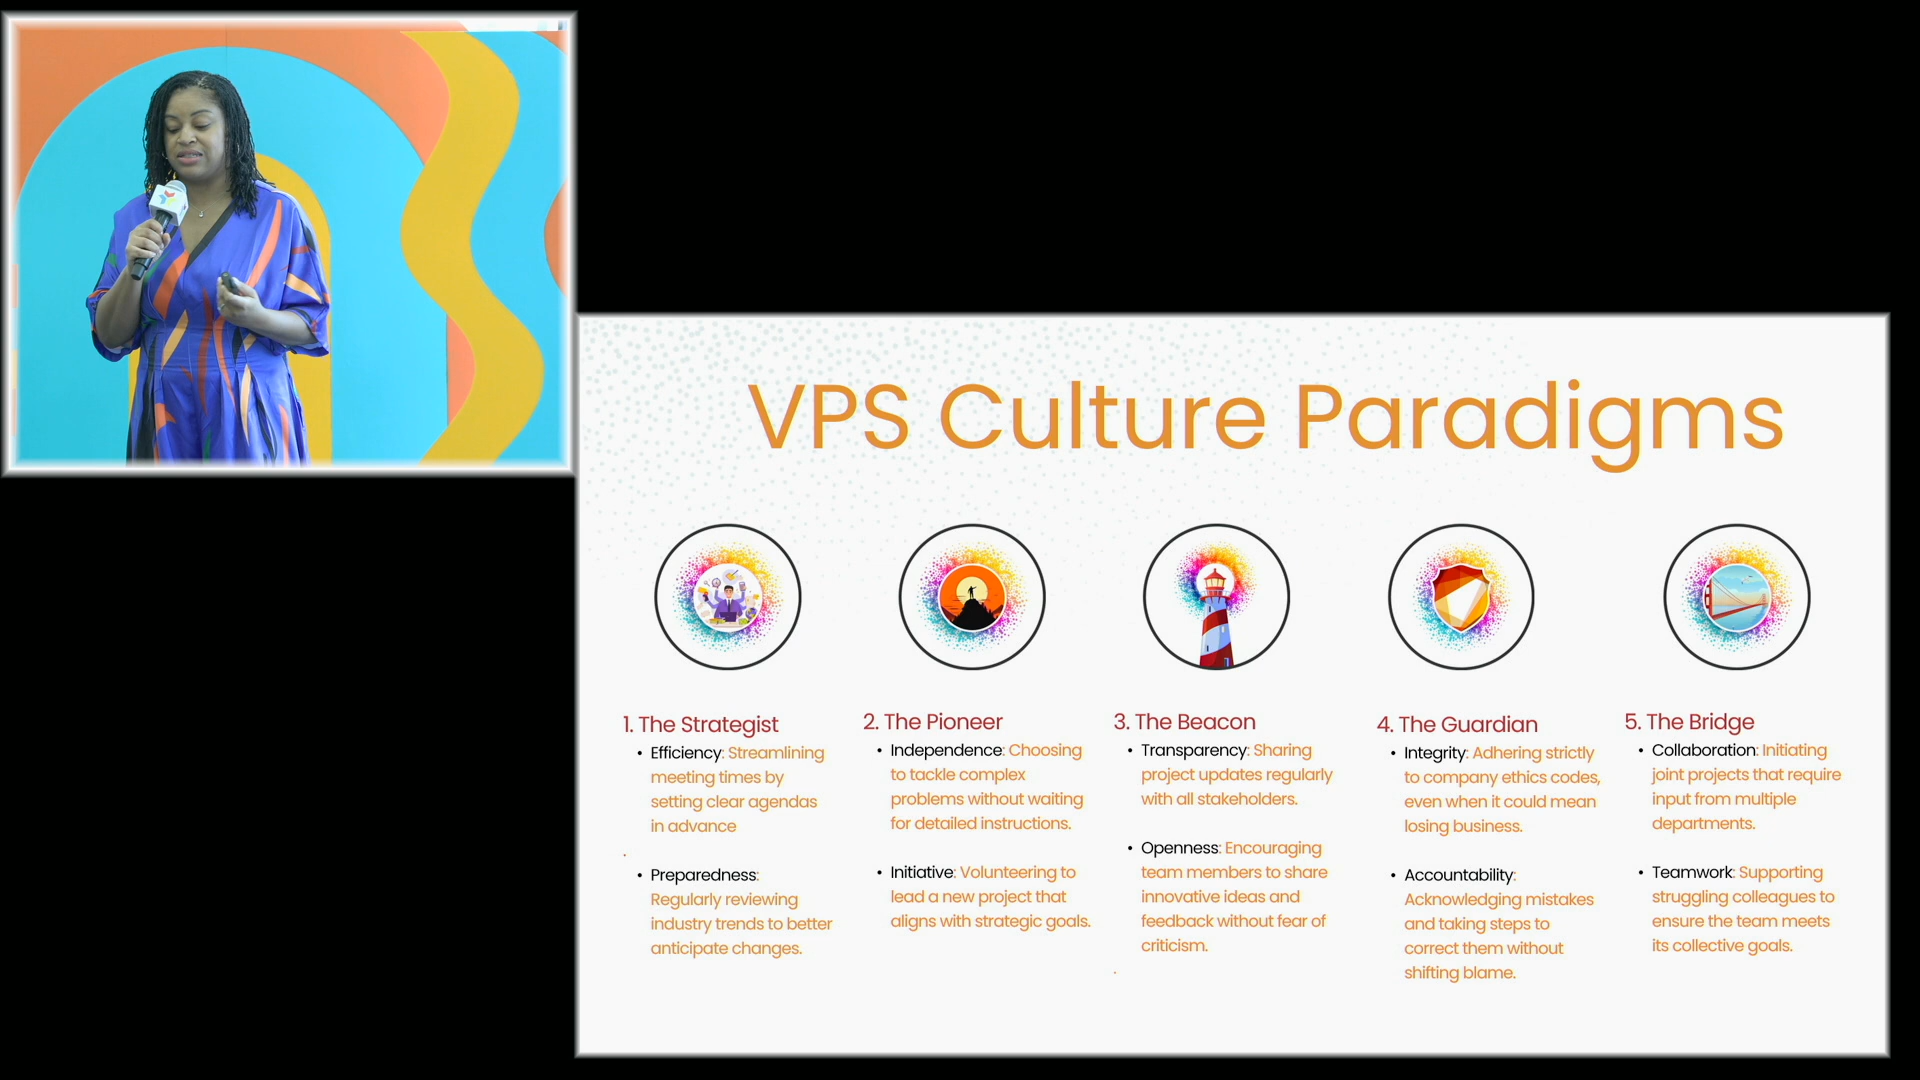 VPS Culture Paradigms
1. The Strategist
• Efficiency: Streamlining
meeting times by
setting clear agendas
in advance
.
• Preparedness:
Regularly reviewing
industry trends to better
anticipate changes.
2. The Pioneer
• Independence: Choosing
to tackle complex
problems without waiting
for detailed instructions.
• Initiative: Volunteering to
lead a new project that
aligns with strategic goals.
3. The Beacon
• Transparency: Sharing
project updates regularly
with all stakeholders.
• Openness: Encouraging
team members to share
innovative ideas and
feedback without fear of
criticism.
.
4. The Guardian
• Integrity: Adhering strictly
to company ethics codes,
even when it could mean
losing business.
• Accountability:
Acknowledging mistakes
and taking steps to
correct them without
shifting blame.
5. The Bridge
• Collaboration: Initiating
joint projects that require
input from multiple
departments.
• Teamwork: Supporting
struggling colleagues to
ensure the team meets
its collective goals.